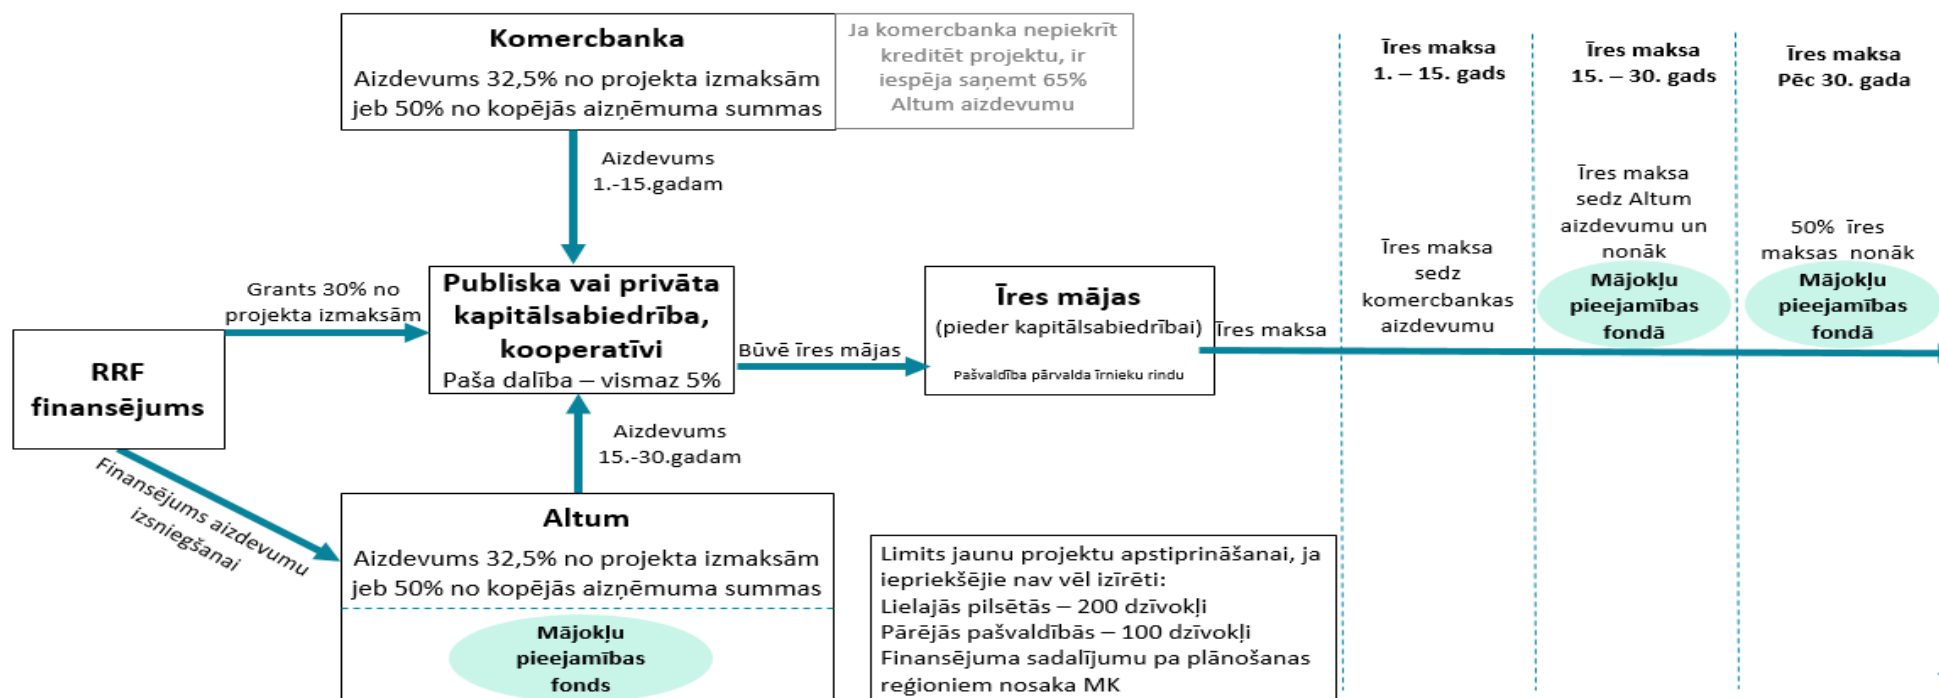 Komercbanka
Aizdevums 32,5% no projekta izmaksām
jeb 50% no kopējās aizņēmuma summas
Ja komercbanka nepiekrīt
kreditēt projektu, ir
iespēja saņemt 65%
Altum aizdevumu
Īres maksa
1. – 15. gads
Īres maksa
15. – 30. gads
Īres maksa
Pēc 30. gada
Aizdevums
1.-15.gadam
Īres maksa
sedz Altum
aizdevumu un
nonāk
Mājokļu
pieejamības
fondā
50% īres
maksas nonāk
Mājokļu
pieejamības
fondā
Īres maksa
sedz
komercbankas
aizdevumu
Grants 30% no
projekta izmaksām
Publiska vai privāta
kapitālsabiedrība,
kooperatīvi
Paša dalība – vismaz 5%
Būvē īres mājas
Īres mājas
(pieder kapitālsabiedrībai)
Pašvaldība pārvalda īrnieku rindu
Īres maksa
RRF
finansējums
Finansējums aizdevumu
izsniegšanai
Aizdevums
15.-30.gadam
Altum
Aizdevums 32,5% no projekta izmaksām
jeb 50% no kopējās aizņēmuma summas
Mājokļu
pieejamības
fonds
Limits jaunu projektu apstiprināšanai, ja
iepriekšējie nav vēl izīrēti:
Lielajās pilsētās – 200 dzīvokļi
Pārējās pašvaldībās – 100 dzīvokļi
Finansējuma sadalījumu pa plānošanas
reģioniem nosaka MK